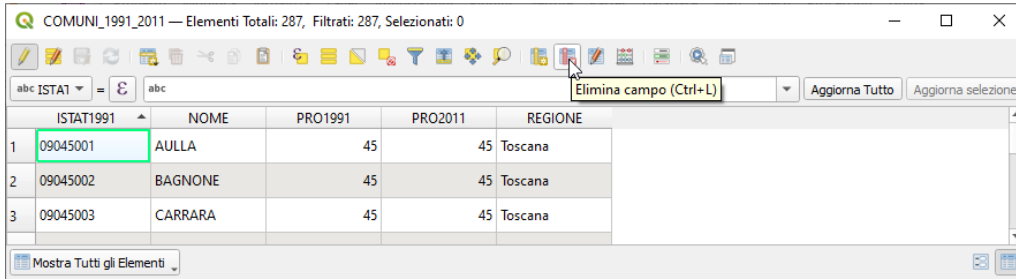 COMUNI_1991_2011 — Elementi Totali: 287, Filtrati: 287, Selezionati: 0
abc ISTAT = ε abc Aggiorna Tutto Aggiorna selezione
Elimina campo (Ctrl+L)
ISTAT1991 NOME PRO1991 PRO2011 REGIONE
1 09045001 AULLA 45 45 Toscana
2 09045002 BAGNONE 45 45 Toscana
3 09045003 CARRARA 45 45 Toscana
Mostra Tutti gli Elementi